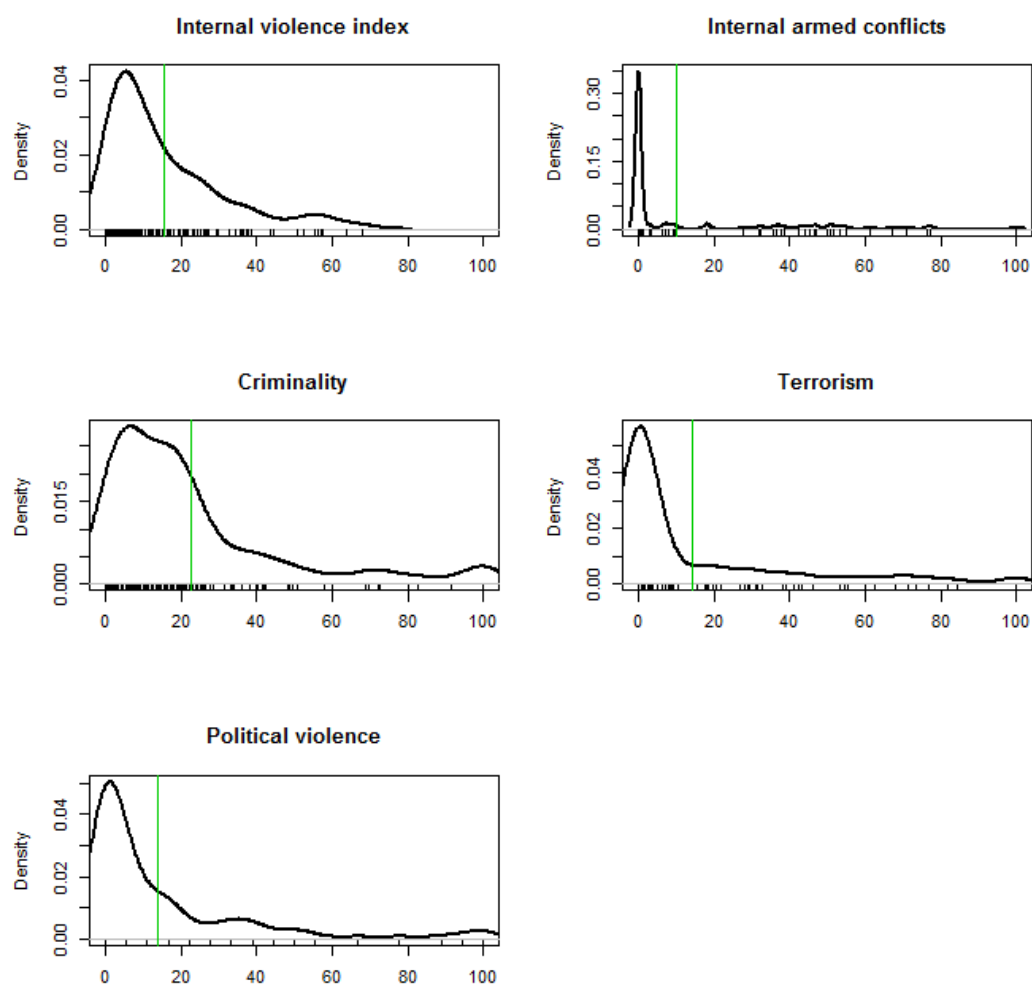 Internal violence index
Density
0.00 0.02 0.04
0 20 40 60 80 100
Internal armed conflicts
Density
0.00 0.15 0.30
0 20 40 60 80 100
Criminality
Density
0.000 0.015
0 20 40 60 80 100
Terrorism
Density
0.00 0.02 0.04
0 20 40 60 80 100
Political violence
Density
0.00 0.02 0.04
0 20 40 60 80 100